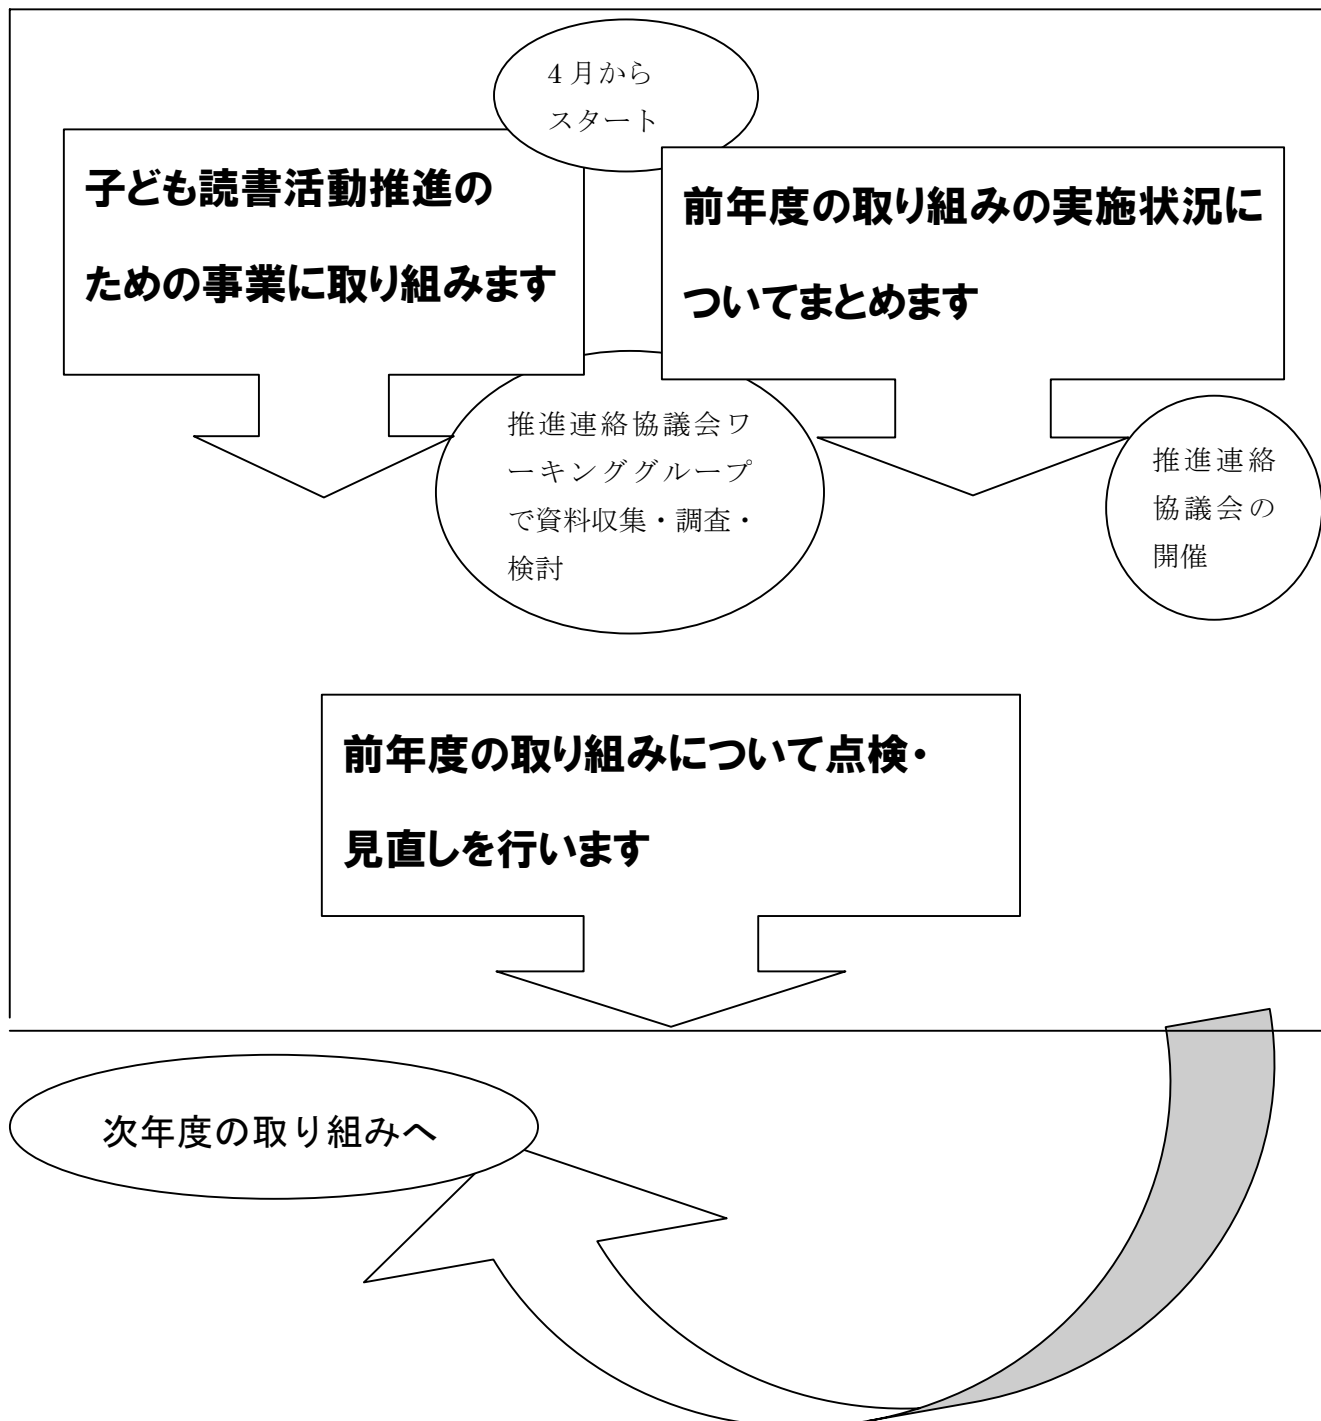 4月から
スタート
子ども読書活動推進の
ための事業に取り組みます
前年度の取り組みの実施状況に
ついてまとめます
推進連絡協議会ワ
ーキンググループ
で資料収集・調査・
検討
推進連絡
協議会の
開催
前年度の取り組みについて点検・
見直しを行います
次年度の取り組みへ